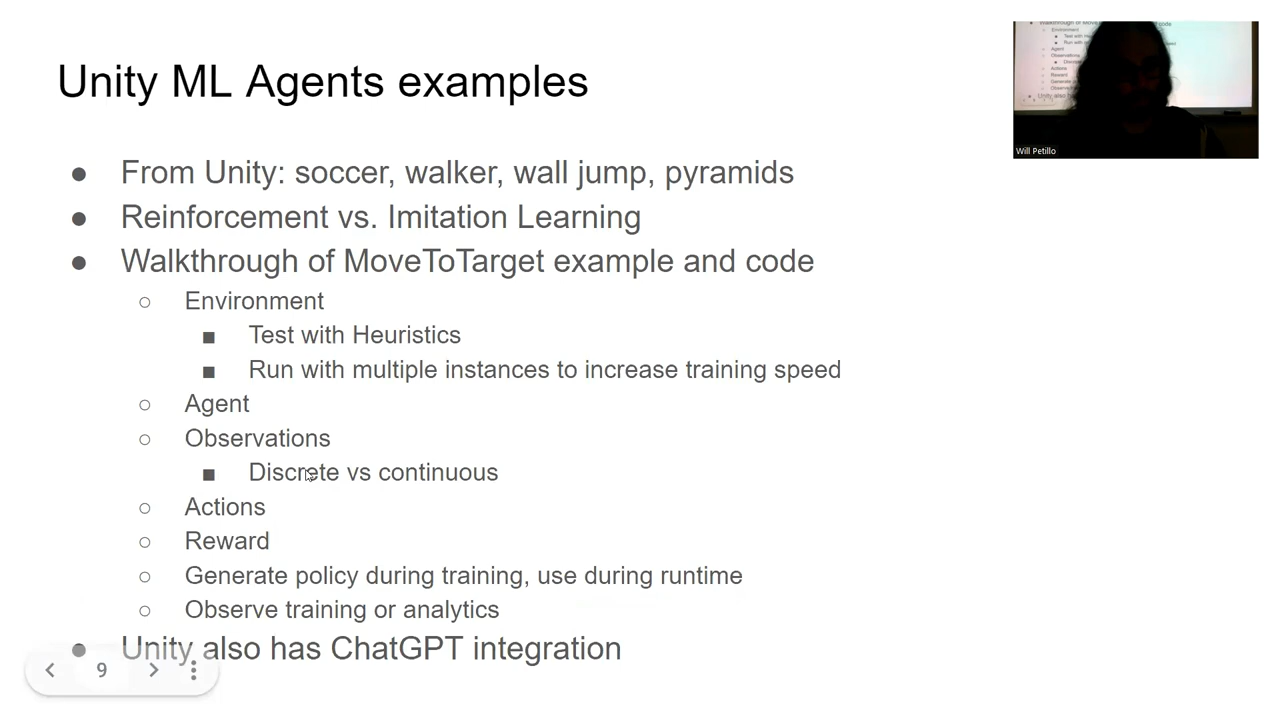 Unity ML Agents examples
● From Unity: soccer, walker, wall jump, pyramids
● Reinforcement vs. Imitation Learning
● Walkthrough of MoveToTarget example and code
○ Environment
■ Test with Heuristics
■ Run with multiple instances to increase training speed
○ Agent
○ Observations
■ Discrete vs continuous
○ Actions
○ Reward
○ Generate policy during training, use during runtime
○ Observe training or analytics
● Unity also has ChatGPT integration
9
Will Petillo